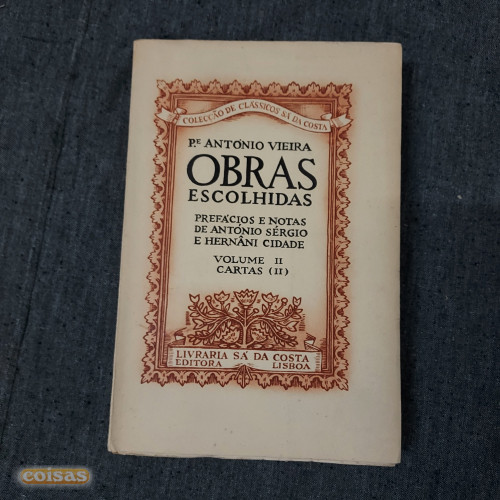 COLECÇÃO DE CLÁSSICOS SÁ DA COSTA
P.E ANTÓNIO VIEIRA
OBRAS
ESCOLHIDAS
PREFÁCIOS E NOTAS
DE ANTÓNIO SÉRGIO
E HERNÂNI CIDADE
VOLUME II
CARTAS (II)
LIVRARIA SÁ DA COSTA
EDITORA LISBOA
coisas